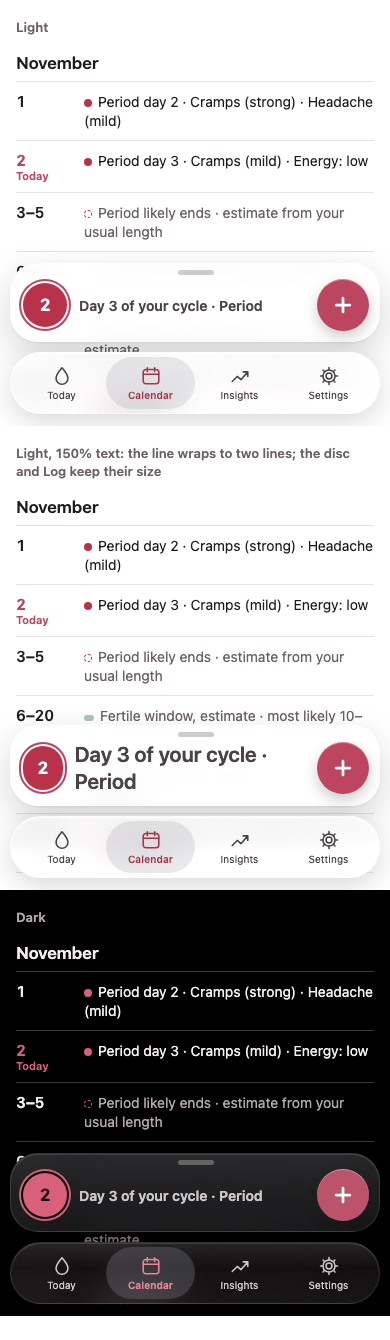 Light
November
1
Period day 2 · Cramps (strong) · Headache
(mild)
2
Today
Period day 3 · Cramps (mild) · Energy: low
3–5
Period likely ends · estimate from your
usual length
2
Day 3 of your cycle · Period
estimate
Today
Calendar
Insights
Settings
Light, 150% text: the line wraps to two lines; the disc
and Log keep their size
November
1
Period day 2 · Cramps (strong) · Headache
(mild)
2
Today
Period day 3 · Cramps (mild) · Energy: low
3–5
Period likely ends · estimate from your
usual length
6–20
Fertile window, estimate · most likely 10–
2
Day 3 of your cycle ·
Period
Today
Calendar
Insights
Settings
Dark
November
1
Period day 2 · Cramps (strong) · Headache
(mild)
2
Today
Period day 3 · Cramps (mild) · Energy: low
3–5
Period likely ends · estimate from your
usual length
2
Day 3 of your cycle · Period
estimate
Today
Calendar
Insights
Settings